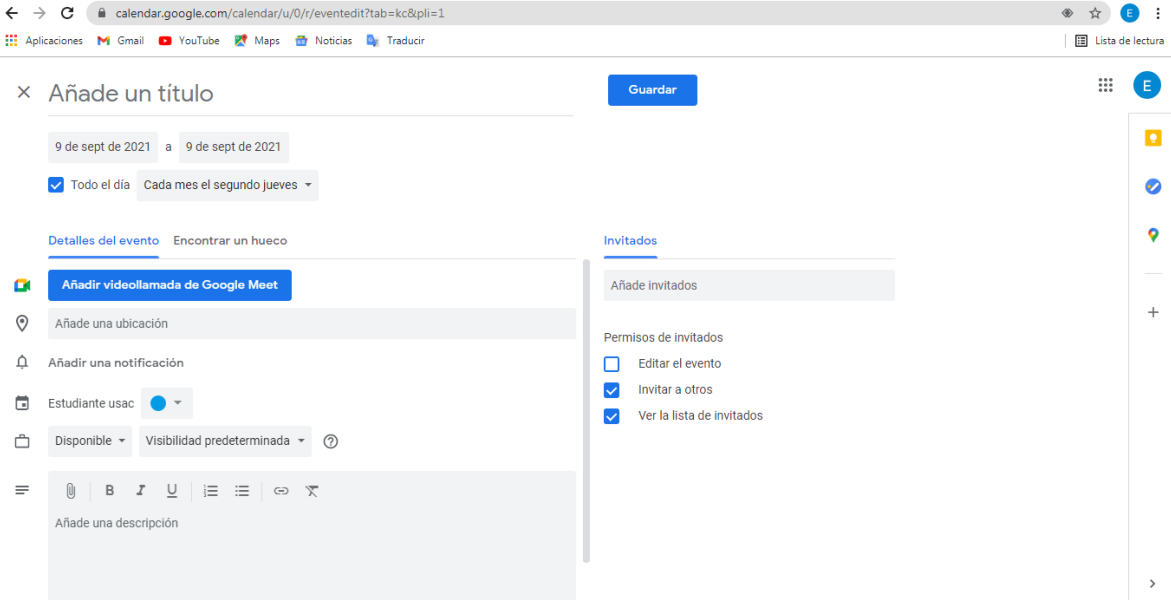 calendar.google.com/calendar/u/0/r/eventedit?tab=kc&pli=1
E
Aplicaciones Gmail YouTube Maps Noticias Traducir Lista de lectura
Añade un título Guardar E
9 de sept de 2021 a 9 de sept de 2021
Todo el día Cada mes el segundo jueves
Detalles del evento Encontrar un hueco Invitados
Añadir videollamada de Google Meet Añade invitados
Añade una ubicación
Permisos de invitados
Añadir una notificación Editar el evento
Invitar a otros
Estudiante usac
Ver la lista de invitados
Disponible Visibilidad predeterminada
B I U
Añade una descripción